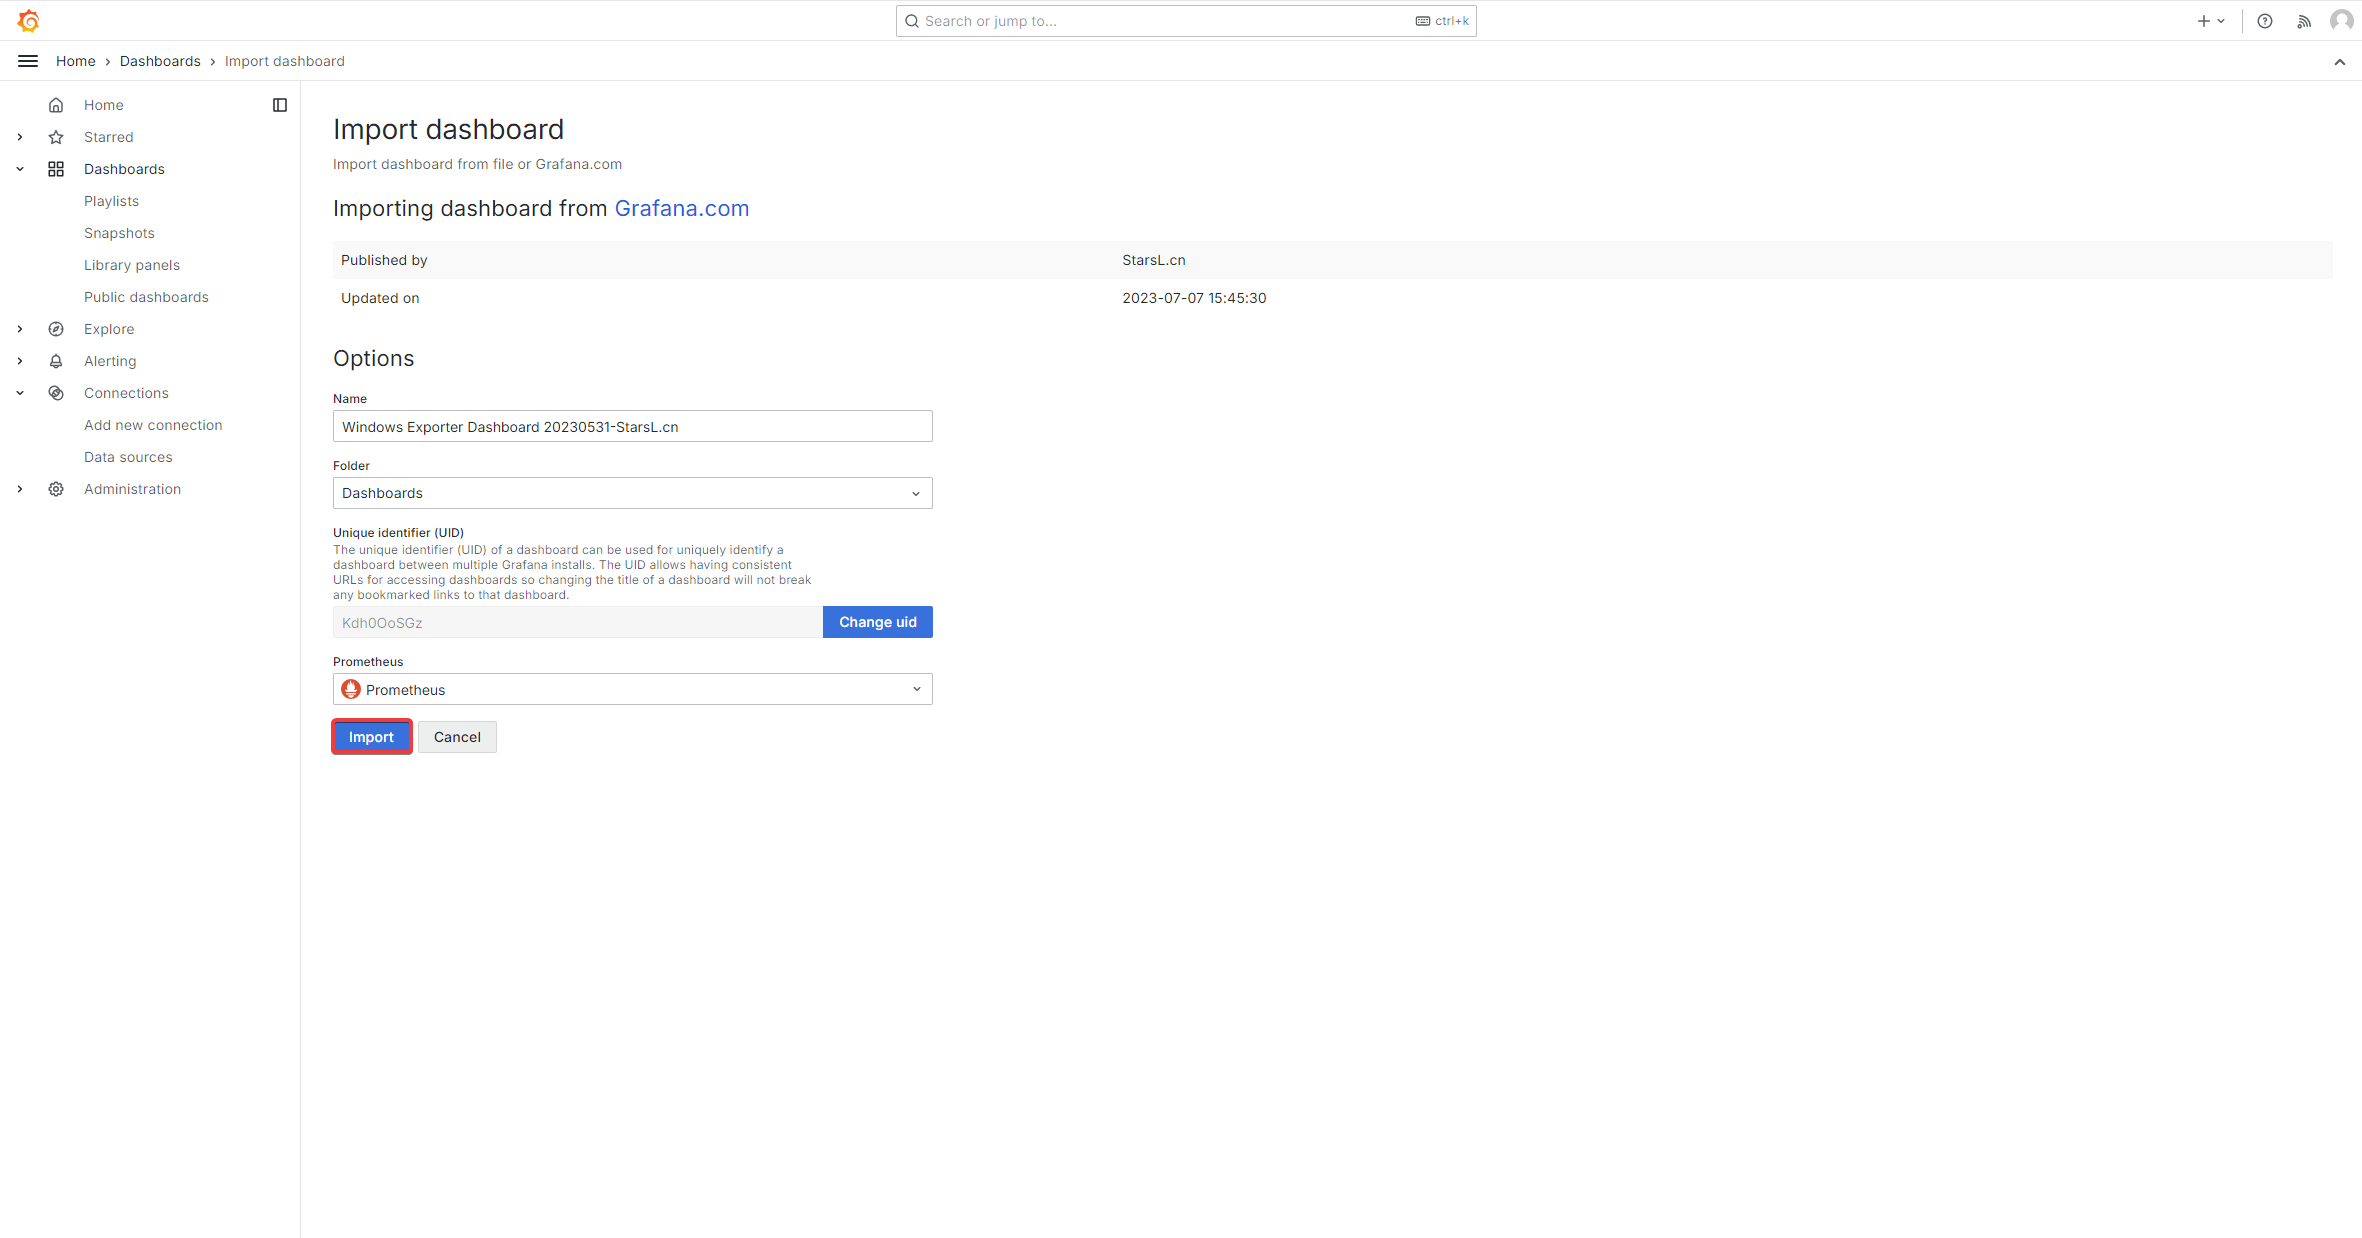 Search or jump to...
ctrl+k
Home
Dashboards
Import dashboard
Home
Starred
Dashboards
Playlists
Snapshots
Library panels
Public dashboards
Explore
Alerting
Connections
Add new connection
Data sources
Administration
Import dashboard
Import dashboard from file or Grafana.com
Importing dashboard from Grafana.com
Published by StarsL.cn
Updated on 2023-07-07 15:45:30
Options
Name
Windows Exporter Dashboard 20230531-StarsL.cn
Folder
Dashboards
Unique identifier (UID)
The unique identifier (UID) of a dashboard can be used for uniquely identify a
dashboard between multiple Grafana installs. The UID allows having consistent
URLs for accessing dashboards so changing the title of a dashboard will not break
any bookmarked links to that dashboard.
Kdh0OoSGz
Change uid
Prometheus
Prometheus
Import
Cancel